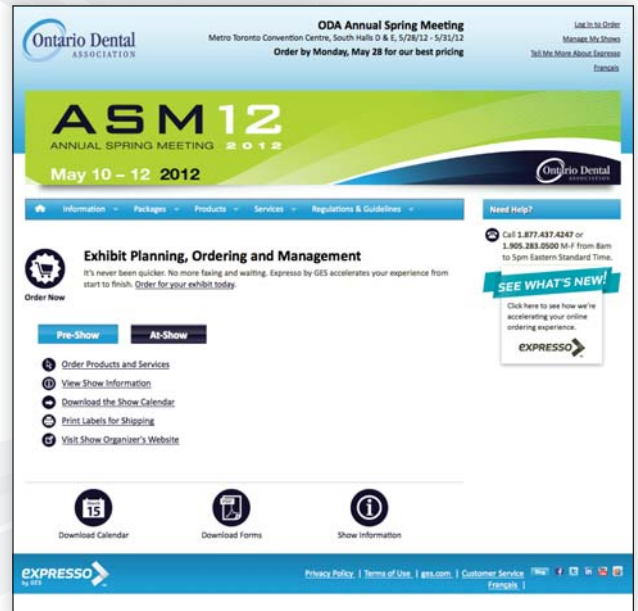 Ontario Dental
ASSOCIATION
ODA Annual Spring Meeting
Metro Toronto Convention Centre, South Halls D & E, 5/28/12 - 5/31/12
Order by Monday, May 28 for our best pricing
Log In to Order
Manage My Shows
Tell Me More About Expresso
Français
ASM12
ANNUAL SPRING MEETING 2012
May 10 – 12 2012
Ontario Dental
ASSOCIATION
Information Packages Products Services Regulations & Guidelines
Need Help?
Call 1.877.437.4247 or
1.905.283.0500 M-F from 8am
to 5pm Eastern Standard Time.
SEE WHAT'S NEW!
Click here to see how we're
accelerating your online
ordering experience.
EXPRESSO
Order Now
Exhibit Planning, Ordering and Management
It's never been quicker. No more faxing and waiting. Expresso by GES accelerates your experience from
start to finish. Order for your exhibit today.
Pre-Show At-Show
Order Products and Services
View Show Information
Download the Show Calendar
Print Labels for Shipping
Visit Show Organizer's Website
March
15
PDF
Download Calendar Download Forms Show Information
EXPRESSO
by GES
Privacy Policy | Terms of Use | ges.com | Customer Service
Français |